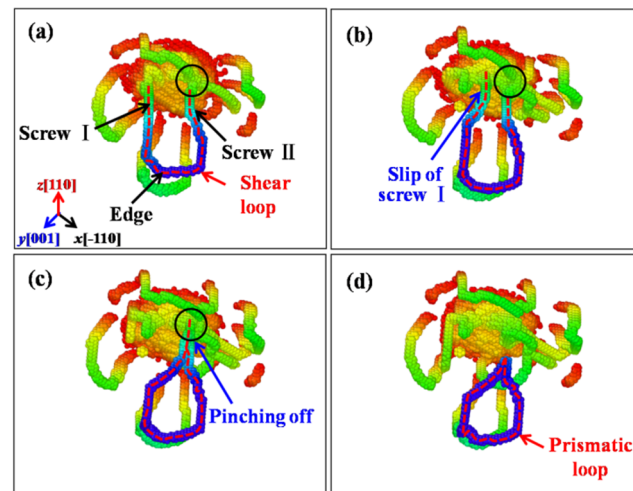 (a)
Screw Ⅰ
Screw Ⅱ
Edge
Shear
loop
z[110]
y[001]
x[-110]
(b)
Slip of
screw Ⅰ
(c)
Pinching off
(d)
Prismatic
loop